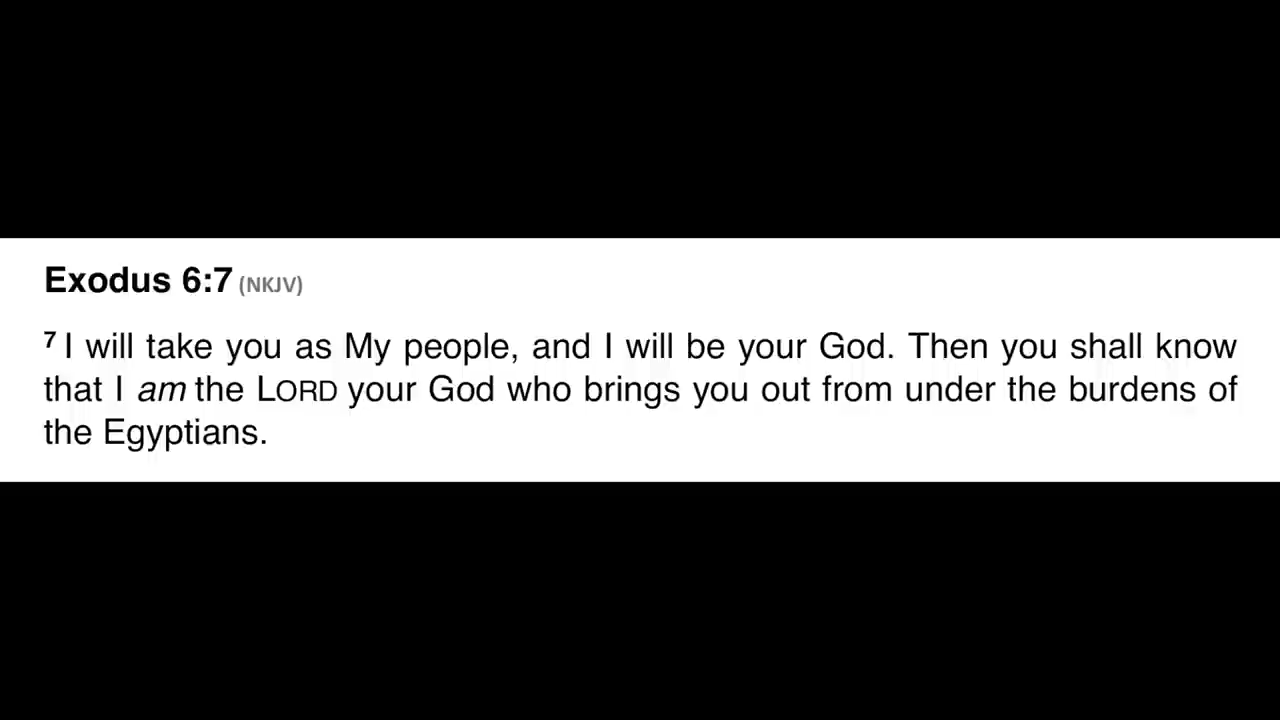 Exodus 6:7 (NKJV)
7 I will take you as My people, and I will be your God. Then you shall know
that I am the LORD your God who brings you out from under the burdens of
the Egyptians.